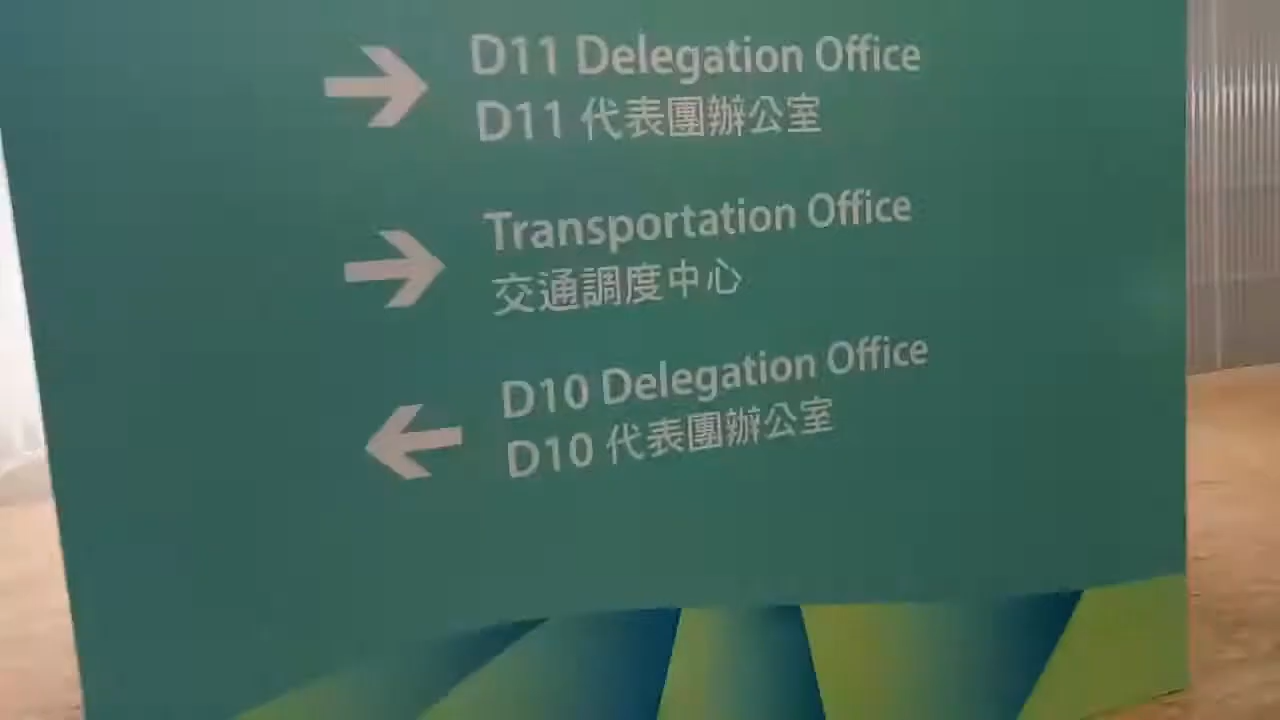 D11 Delegation Office
D11 代表團辦公室
Transportation Office
交通調度中心
D10 Delegation Office
D10 代表團辦公室